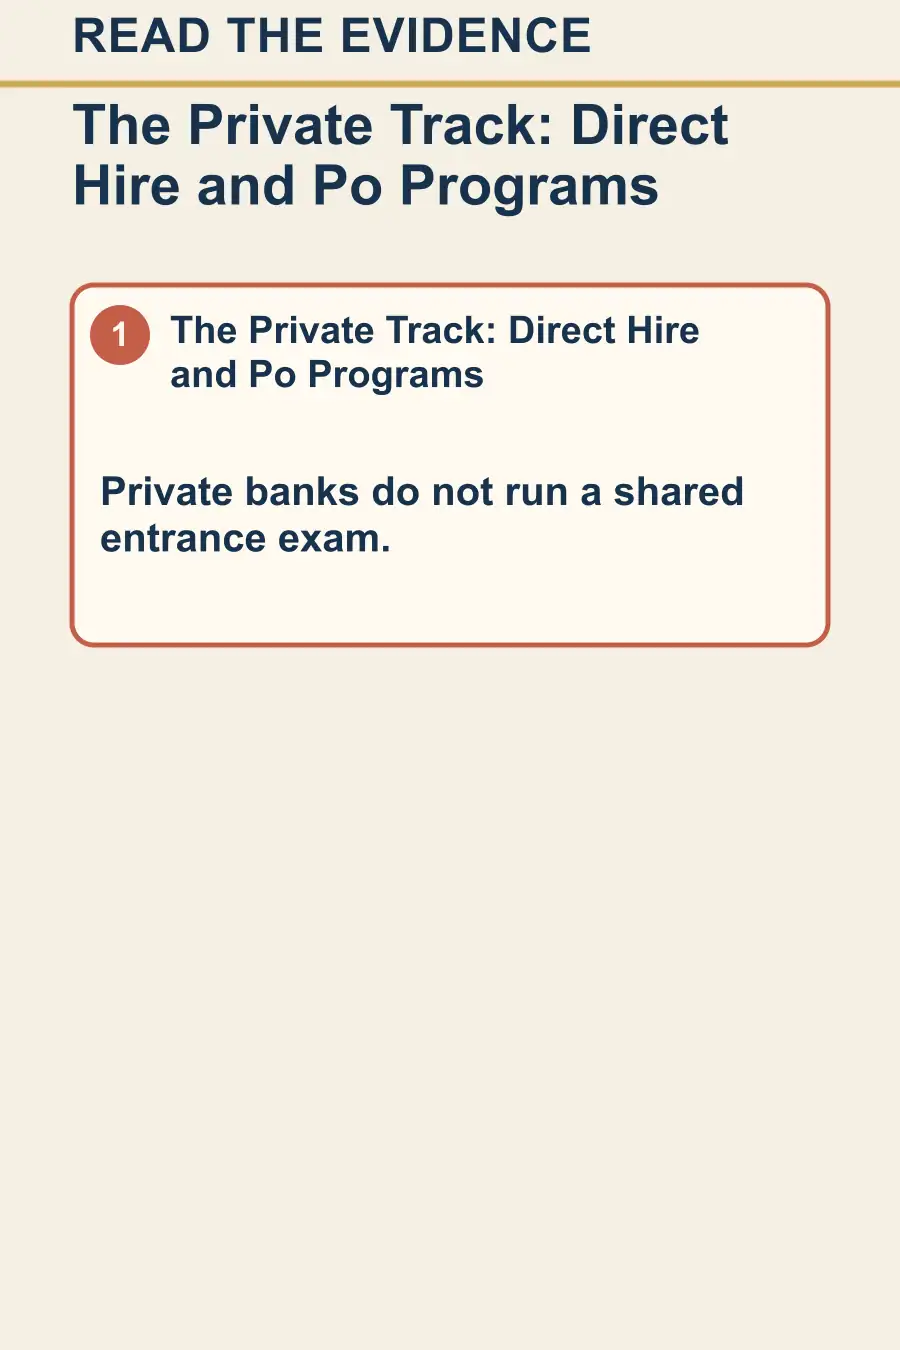 READ THE EVIDENCE
The Private Track: Direct
Hire and Po Programs
1
The Private Track: Direct Hire
and Po Programs
Private banks do not run a shared
entrance exam.